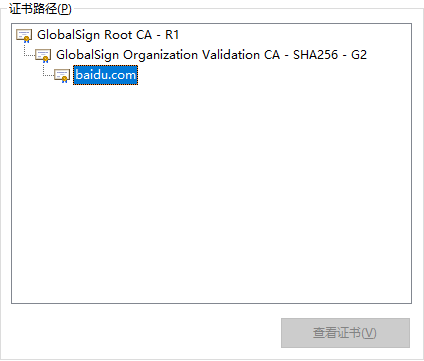 证书路径(P)
GlobalSign Root CA - R1
GlobalSign Organization Validation CA - SHA256 - G2
baidu.com
查看证书(V)